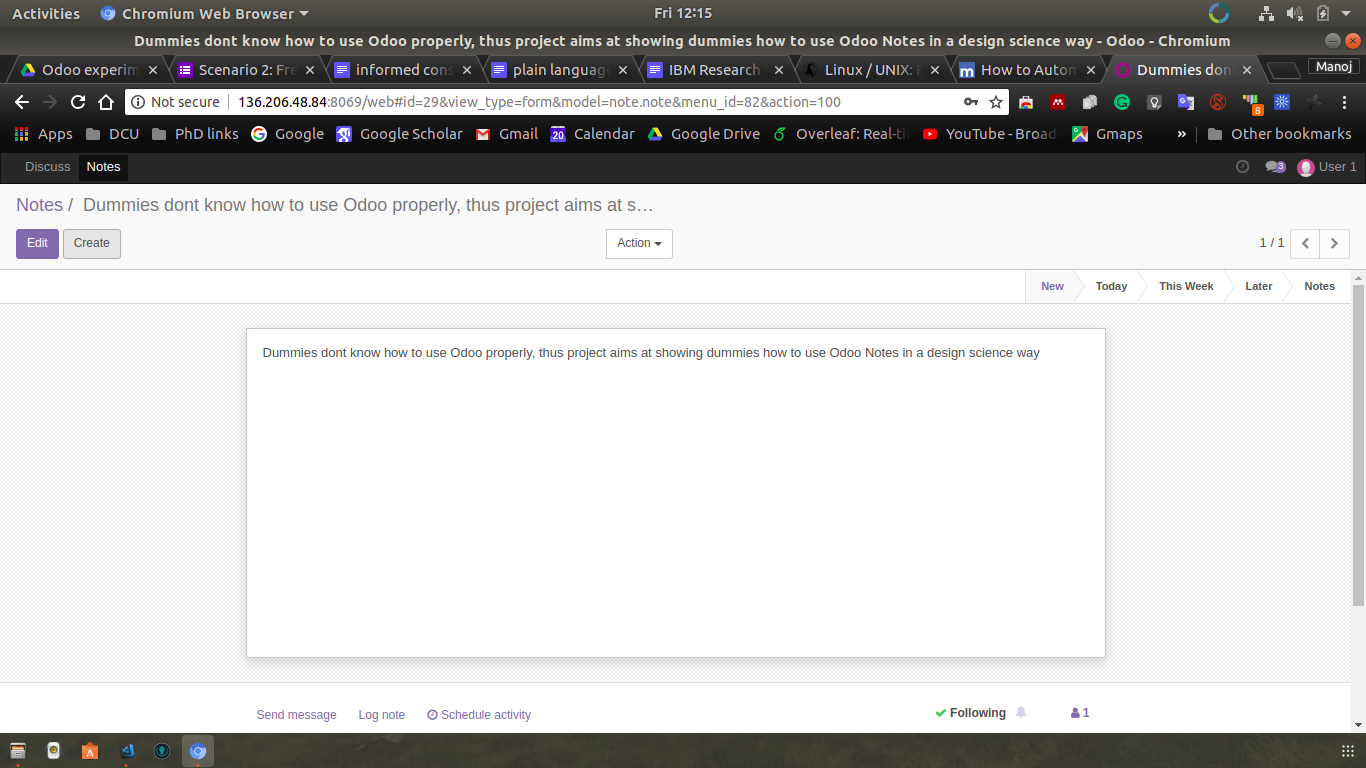 Activities Chromium Web Browser Fri 12:15
Dummies dont know how to use Odoo properly, thus project aims at showing dummes how to use Odoo Notes in a design science way - Odoo - Chromium
Odoo experim Scenario 2: Fre informed cons plain language IBM Research Linux / UNIX: How to Autom Dummies don Manoj
Not secure 136.206.48.84:8069/web#id=29&view_type=form&model=note.note&menu_id=82&action=100 8
Apps DCU PhD links Google Google Scholar Gmail 20 Calendar Google Drive Overleaf: Real-ti YouTube - Broad Gmaps » Other bookmarks
Discuss Notes 3 User 1
Notes / Dummies dont know how to use Odoo properly, thus project aims at s…
Edit Create Action 1 / 1
New Today This Week Later Notes
Dummies dont know how to use Odoo properly, thus project aims at showing dummies how to use Odoo Notes in a design science way
Send message Log note Schedule activity Following 1